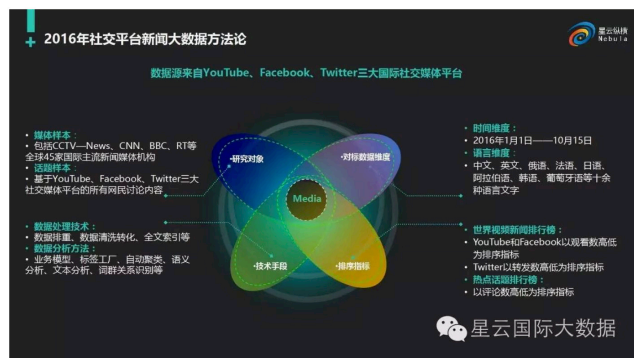 2016年社交平台新闻大数据方法论
星云纵横
Nebula
数据源来自YouTube、Facebook、Twitter三大国际社交媒体平台
• 媒体样本：
• 包括CCTV—News、CNN、BBC、RT等
全球45家国际主流新闻媒体机构
• 话题样本：
• 基于YouTube、Facebook、Twitter三大
社交媒体平台的所有网民讨论内容
• 数据处理技术：
• 数据排重、数据清洗转化、全文索引等
• 数据分析方法：
• 业务模型、标签工厂、自动聚类、语义
分析、文本分析、词群关系识别等
•研究对象
•对标数据维度
Media
•技术手段
•排序指标
• 时间维度：
• 2016年1月1日——10月15日
• 语言维度：
• 中文、英文、俄语、法语、日语、
阿拉伯语、韩语、葡萄牙语等十余
种语言文字
• 世界视频新闻排行榜：
• YouTube和Facebook以观看数高低
为排序指标
• Twitter以转发数高低为排序指标
• 热点话题排行榜：
• 以评论数高低为排序指标
星云国际大数据